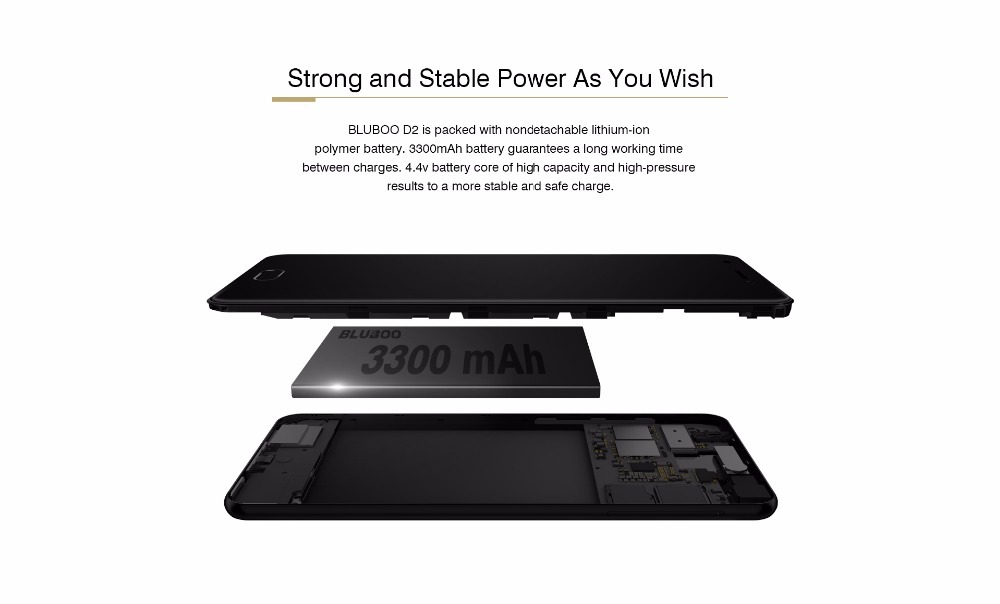 Strong and Stable Power As You Wish
BLUBOO D2 is packed with nondetachable lithium-ion
polymer battery. 3300mAh battery guarantees a long working time
between charges. 4.4v battery core of high capacity and high-pressure
results to a more stable and safe charge.
BLUBOO
3300 mAh